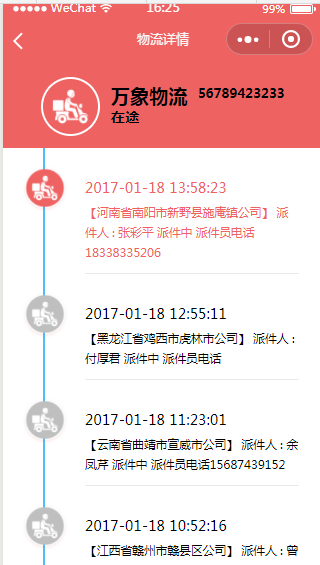 WeChat 16:25 99%
物流详情
万象物流 56789423233
在途
2017-01-18 13:58:23
【河南省南阳市新野县施庵镇公司】 派
件人 : 张彩平 派件中 派件员电话
18338335206
2017-01-18 12:55:11
【黑龙江省鸡西市虎林市公司】 派件人 :
付厚君 派件中 派件员电话
2017-01-18 11:23:01
【云南省曲靖市宣威市公司】 派件人 : 余
凤芹 派件中 派件员电话15687439152
2017-01-18 10:52:16
【江西省赣州市赣县区公司】 派件人 : 曾